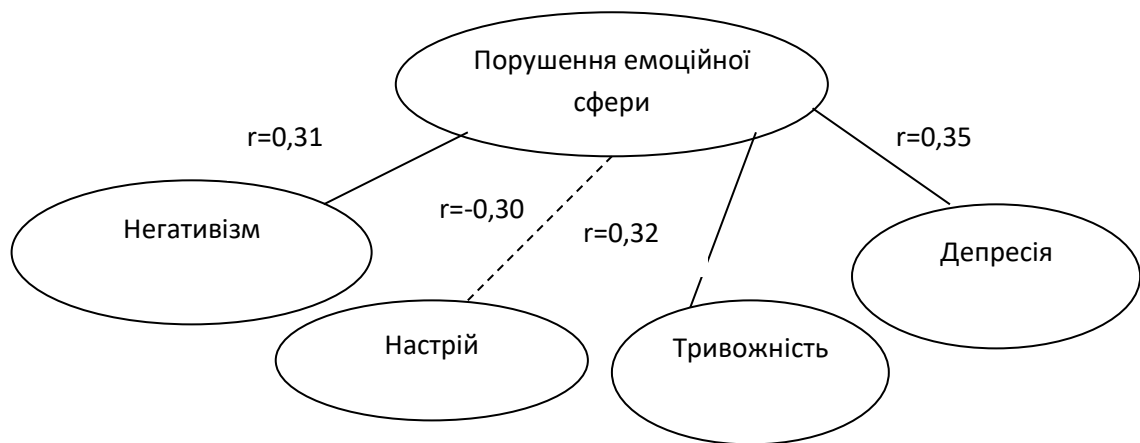 Порушення емоційної
сфери
r=0,31
r=0,35
r=-0,30
r=0,32
Негативізм
Депресія
Настрій
Тривожність